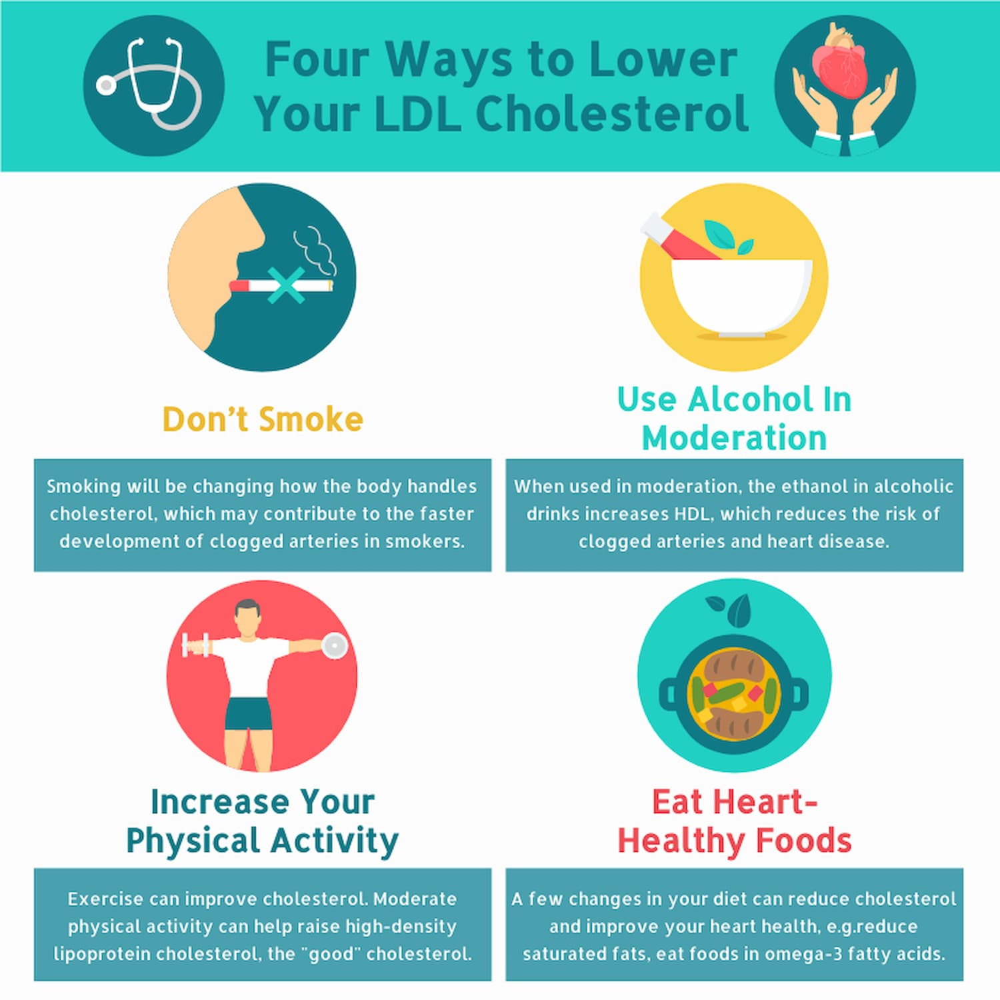 Four Ways to Lower
Your LDL Cholesterol
Don't Smoke
Smoking will be changing how the body handles
cholesterol, which may contribute to the faster
development of clogged arteries in smokers.
Use Alcohol In
Moderation
When used in moderation, the ethanol in alcoholic
drinks increases HDL, which reduces the risk of
clogged arteries and heart disease.
Increase Your
Physical Activity
Exercise can improve cholesterol. Moderate
physical activity can help raise high-density
lipoprotein cholesterol, the "good" cholesterol.
Eat Heart-
Healthy Foods
A few changes in your diet can reduce cholesterol
and improve your heart health, e.g.reduce
saturated fats, eat foods in omega-3 fatty acids.